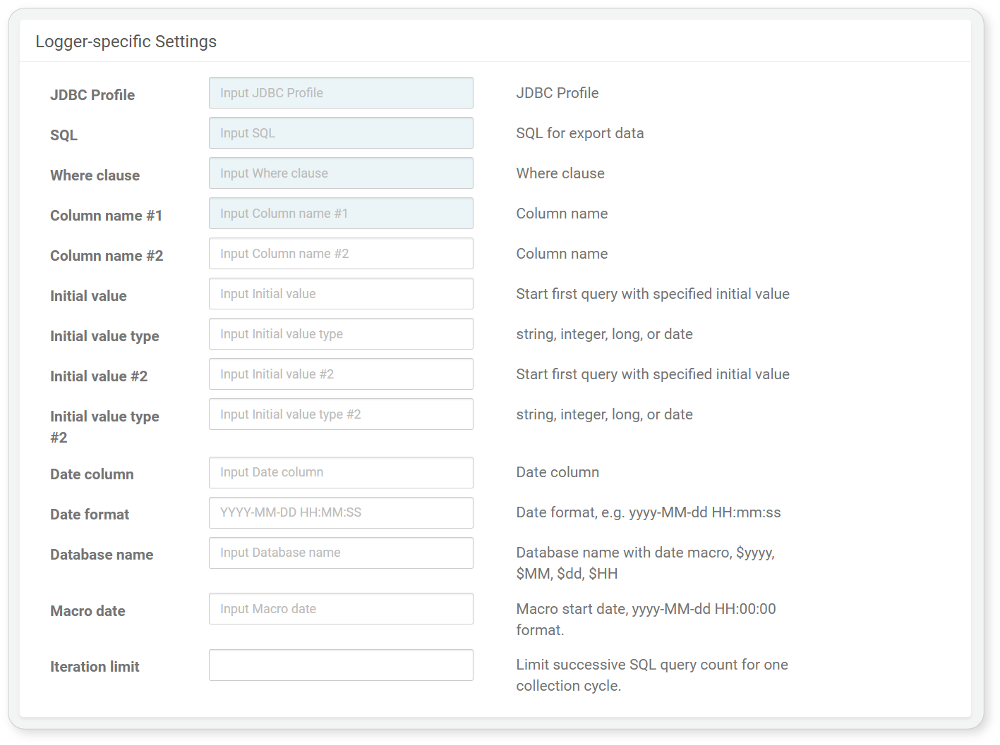 Logger-specific Settings
JDBC Profile
Input JDBC Profile
JDBC Profile
SQL
Input SQL
SQL for export data
Where clause
Input Where clause
Where clause
Column name #1
Input Column name #1
Column name
Column name #2
Input Column name #2
Column name
Initial value
Input Initial value
Start first query with specified initial value
Initial value type
Input Initial value type
string, integer, long, or date
Initial value #2
Input Initial value #2
Start first query with specified initial value
Initial value type
#2
Input Initial value type #2
string, integer, long, or date
Date column
Input Date column
Date column
Date format
YYYY-MM-DD HH:MM:SS
Date format, e.g. yyyy-MM-dd HH:mm:ss
Database name
Input Database name
Database name with date macro, $yyyy,
$MM, $dd, $HH
Macro date
Input Macro date
Macro start date, yyyy-MM-dd HH:00:00
format.
Iteration limit
Limit successive SQL query count for one
collection cycle.